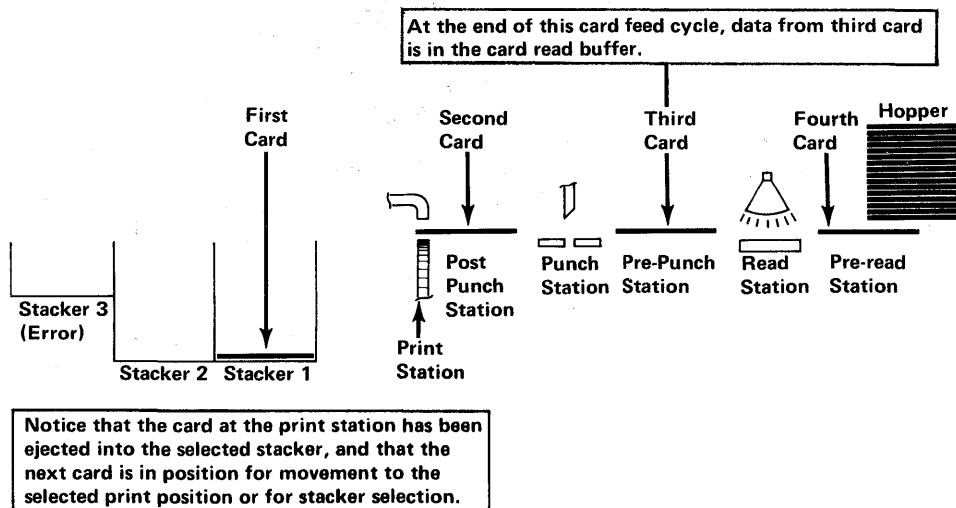 At the end of this card feed cycle, data from third card
is in the card read buffer.
First
Card
Second
Card
Third
Card
Fourth
Card
Hopper
Post
Punch
Station
Punch
Station
Pre-Punch
Station
Read
Station
Pre-read
Station
Stacker 3
(Error)
Stacker 2
Stacker 1
Print
Station
Notice that the card at the print station has been
ejected into the selected stacker, and that the
next card is in position for movement to the
selected print position or for stacker selection.